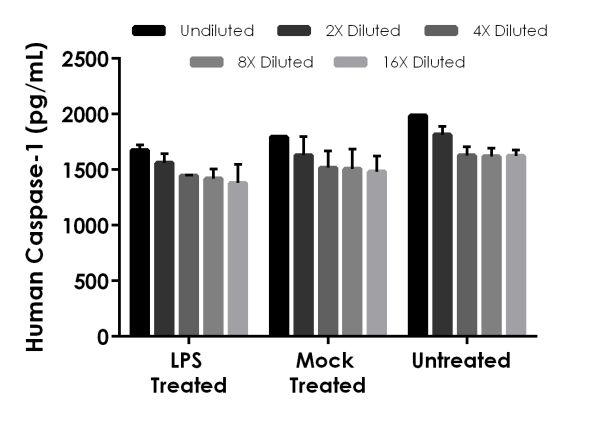 Undiluted 2X Diluted 4X Diluted
8X Diluted 16X Diluted
Human Caspase-1 (pg/mL)
2500
2000
1500
1000
500
0
LPS Treated
Mock Treated
Untreated